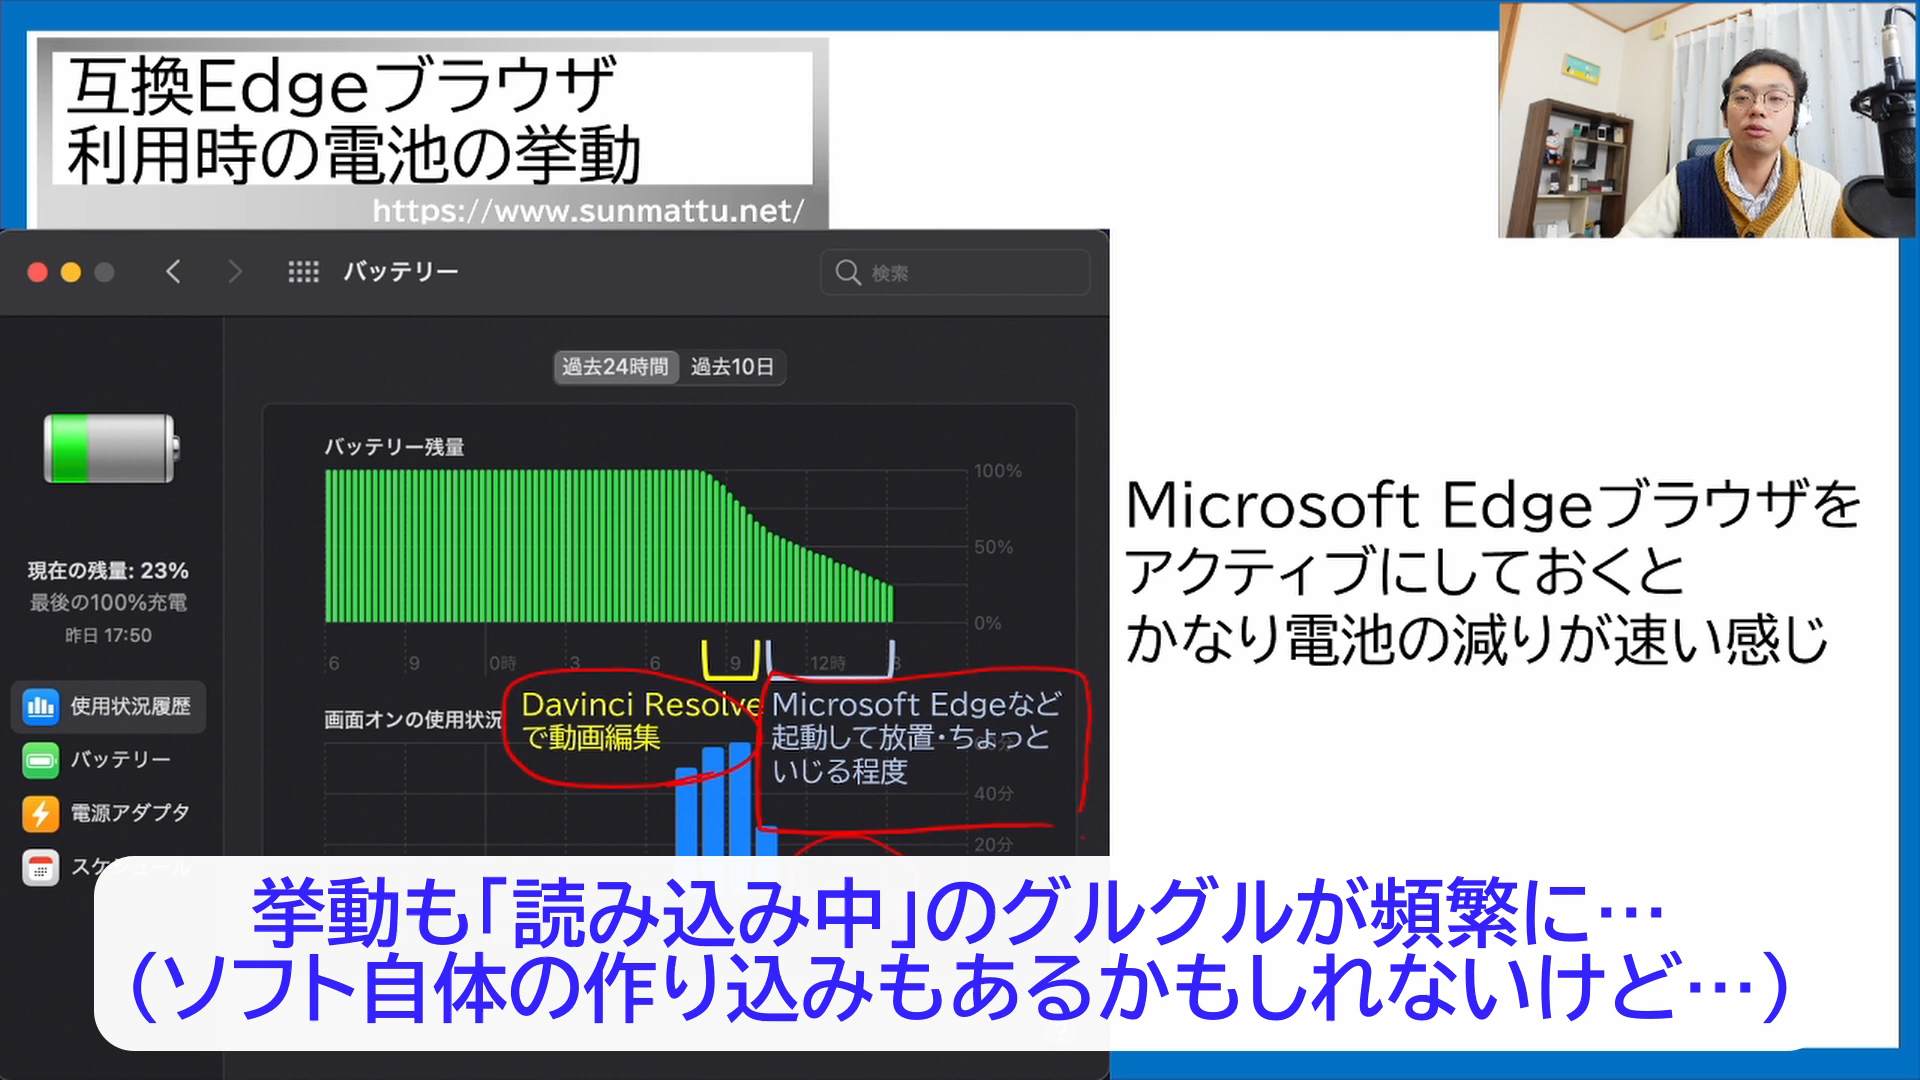 互換Edgeブラウザ
利用時の電池の挙動
https://www.sunmattu.net/
バッテリー
検索
過去24時間
過去10日
バッテリー残量
100%
50%
0%
6
9
0時
3
6
9
12時
3
現在の残量: 23%
最後の100%充電
昨日 17:50
使用状況履歴
バッテリー
電源アダプタ
スケジュール
画面オンの使用状況
Davinci Resolve
で動画編集
Microsoft Edgeなど
起動して放置・ちょっと
いじる程度
40分
20分
Microsoft Edgeブラウザを
アクティブにしておくと
かなり電池の減りが速い感じ
挙動も「読み込み中」のグルグルが頻繁に…
（ソフト自体の作り込みもあるかもしれないけど…）